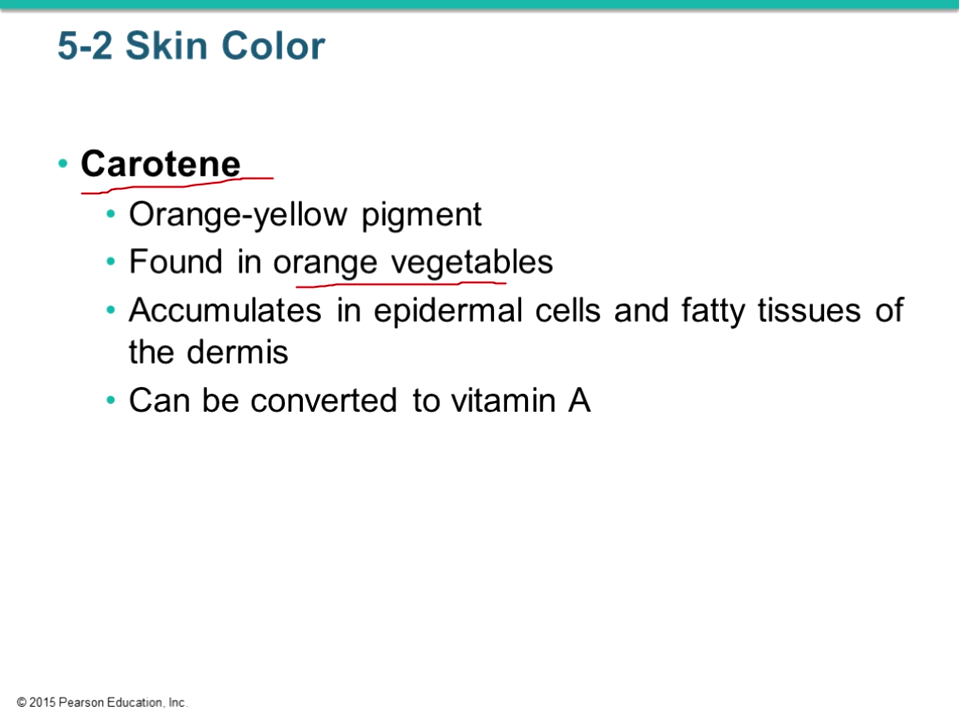 5-2 Skin Color
• Carotene
• Orange-yellow pigment
• Found in orange vegetables
• Accumulates in epidermal cells and fatty tissues of
the dermis
• Can be converted to vitamin A
© 2015 Pearson Education, Inc.